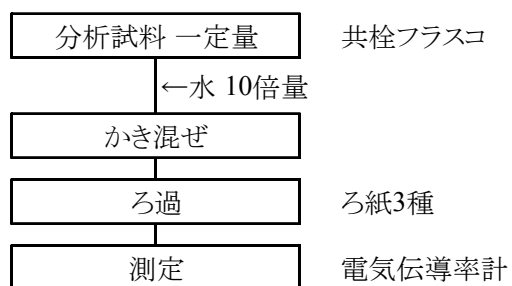 分析試料 一定量 共栓フラスコ
←水 10倍量
かき混ぜ
ろ過 ろ紙3種
測定 電気伝導率計